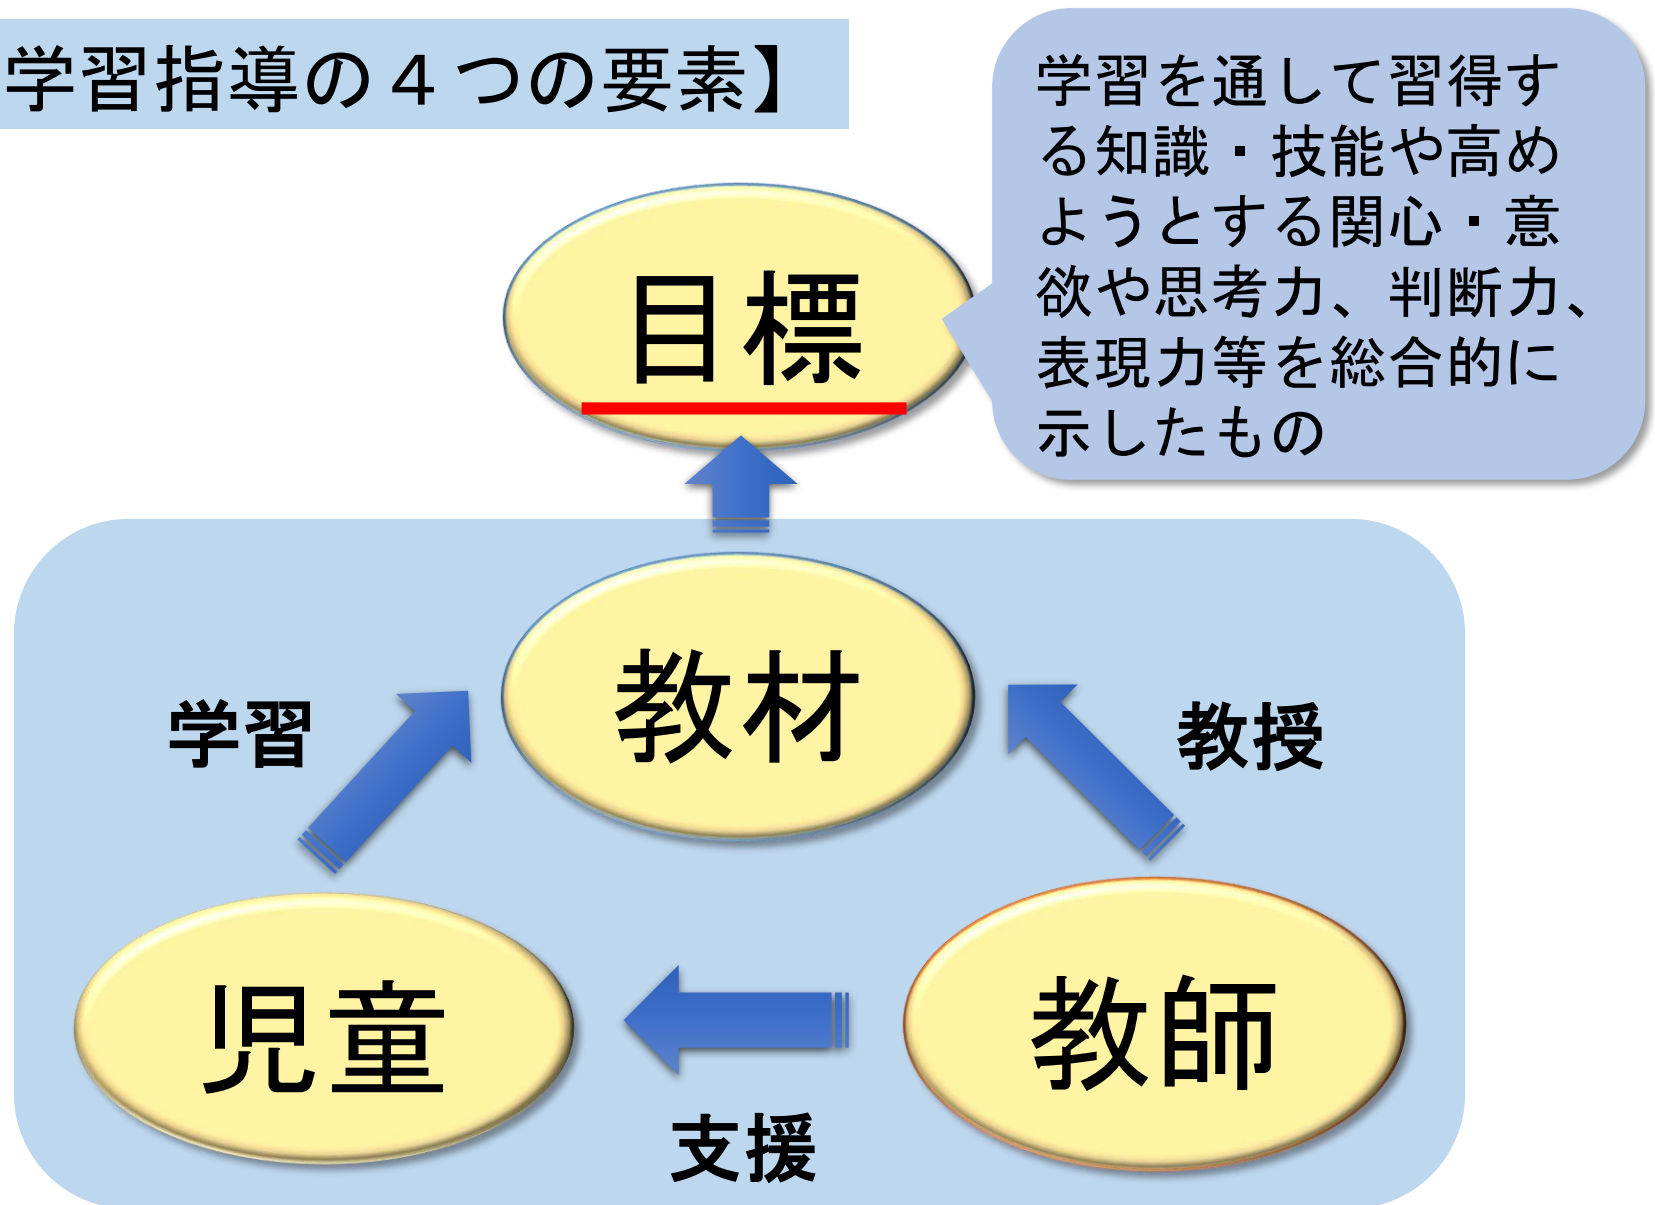 学習指導の４つの要素】
学習を通して習得す
る知識・技能や高め
ようとする関心・意
欲や思考力、判断力、
表現力等を総合的に
示したもの
目標
教材
学習
教授
児童
教師
支援